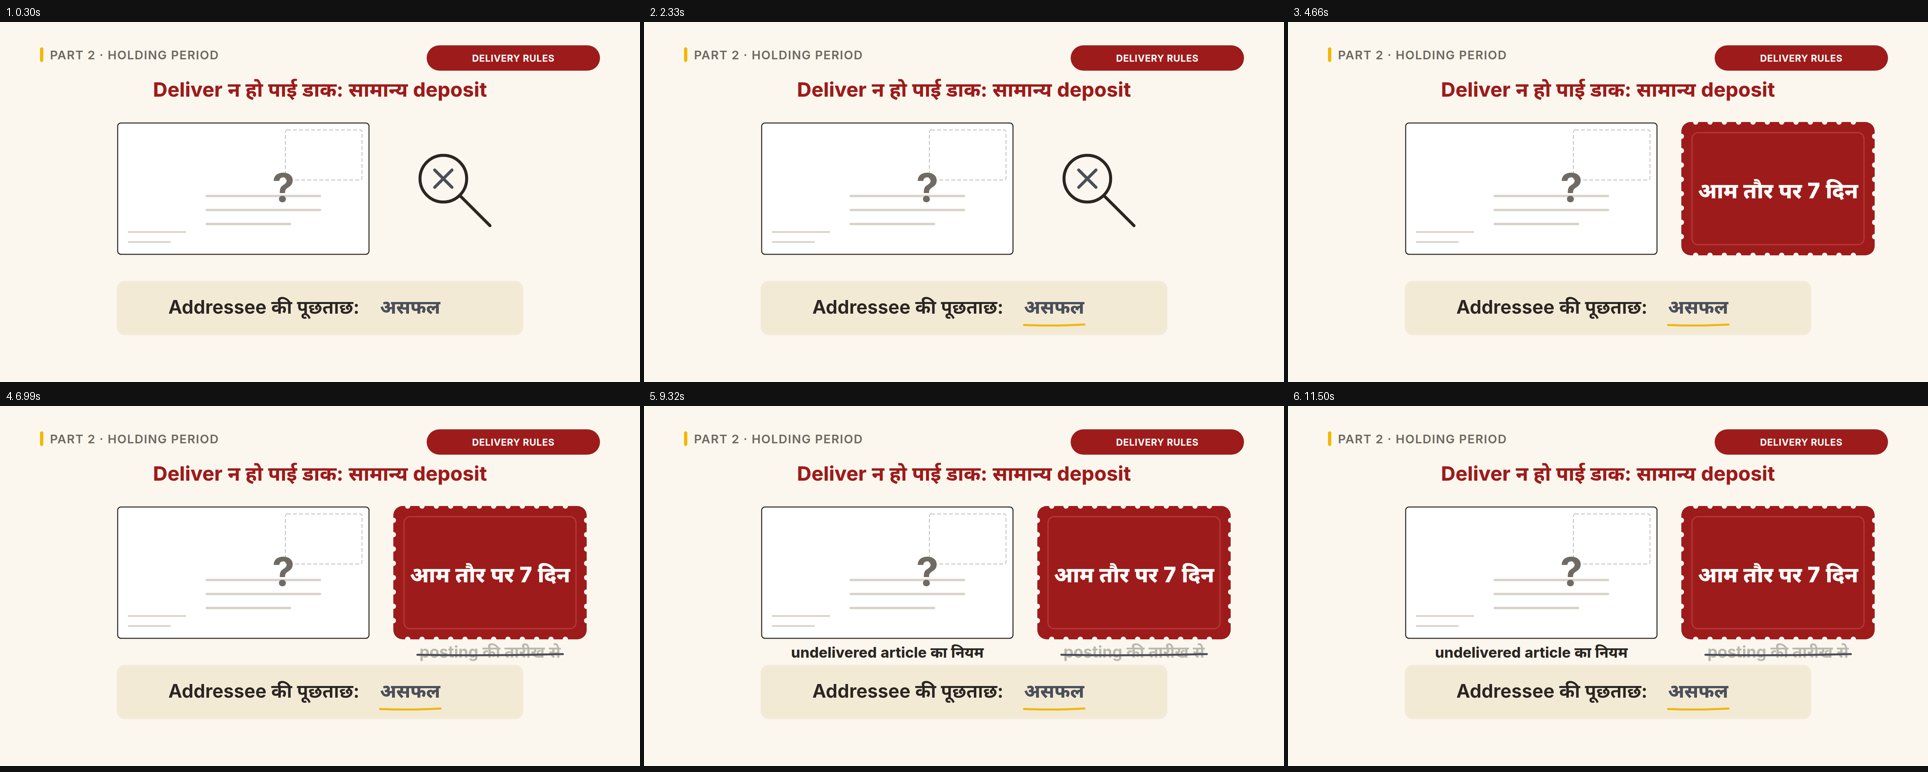 1. 0.30s
PART 2 · HOLDING PERIOD
DELIVERY RULES
Deliver न हो पाई डाक: सामान्य deposit
?
Addressee की पूछताछ: असफल
2. 2.33s
PART 2 · HOLDING PERIOD
DELIVERY RULES
Deliver न हो पाई डाक: सामान्य deposit
?
Addressee की पूछताछ: असफल
3. 4.66s
PART 2 · HOLDING PERIOD
DELIVERY RULES
Deliver न हो पाई डाक: सामान्य deposit
?
आम तौर पर 7 दिन
Addressee की पूछताछ: असफल
4. 6.99s
PART 2 · HOLDING PERIOD
DELIVERY RULES
Deliver न हो पाई डाक: सामान्य deposit
?
आम तौर पर 7 दिन
posting की तारीख से
Addressee की पूछताछ: असफल
5. 9.32s
PART 2 · HOLDING PERIOD
DELIVERY RULES
Deliver न हो पाई डाक: सामान्य deposit
?
आम तौर पर 7 दिन
undelivered article का नियम
posting की तारीख से
Addressee की पूछताछ: असफल
6. 11.50s
PART 2 · HOLDING PERIOD
DELIVERY RULES
Deliver न हो पाई डाक: सामान्य deposit
?
आम तौर पर 7 दिन
undelivered article का नियम
posting की तारीख से
Addressee की पूछताछ: असफल